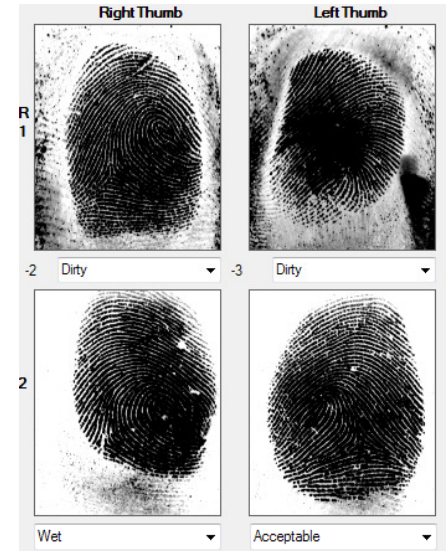 Right Thumb Left Thumb
R
1
-2 Dirty -3 Dirty
2
Wet Acceptable